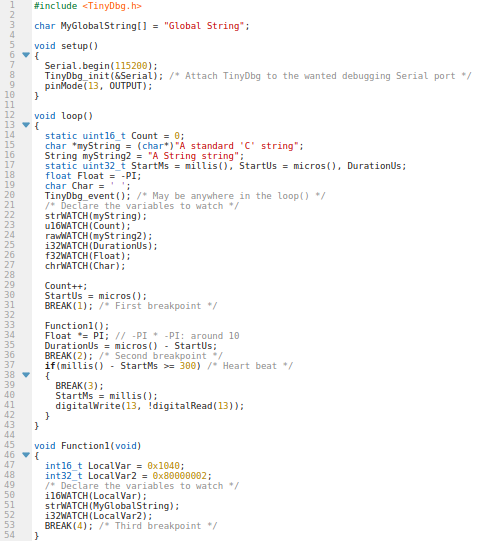 1 #include <TinyDbg.h>
2
3 char MyGlobalString[] = "Global String";
4
5 void setup()
6 {
7   Serial.begin(115200);
8   TinyDbg_init(&Serial); /* Attach TinyDbg to the wanted debugging Serial port */
9   pinMode(13, OUTPUT);
10 }
11
12 void loop()
13 {
14   static uint16_t Count = 0;
15   char *myString = (char*)"A standard 'C' string";
16   String myString2 = "A String string";
17   static uint32_t StartMs = millis(), StartUs = micros(), DurationUs;
18   float Float = -PI;
19   char Char = ' ';
20   TinyDbg_event(); /* May be anywhere in the loop() */
21   /* Declare the variables to watch */
22   strWATCH(myString);
23   u16WATCH(Count);
24   rawWATCH(myString2);
25   i32WATCH(DurationUs);
26   f32WATCH(Float);
27   chrWATCH(Char);
28
29   Count++;
30   StartUs = micros();
31   BREAK(1); /* First breakpoint */
32
33   Function1();
34   Float *= PI; // -PI * -PI: around 10
35   DurationUs = micros() - StartUs;
36   BREAK(2); /* Second breakpoint */
37   if(millis() - StartMs >= 300) /* Heart beat */
38   {
39     BREAK(3);
40     StartMs = millis();
41     digitalWrite(13, !digitalRead(13));
42   }
43 }
44
45 void Function1(void)
46 {
47   int16_t LocalVar = 0x1040;
48   int32_t LocalVar2 = 0x80000002;
49   /* Declare the variables to watch */
50   i16WATCH(LocalVar);
51   strWATCH(MyGlobalString);
52   i32WATCH(LocalVar2);
53   BREAK(4); /* Third breakpoint */
54 }